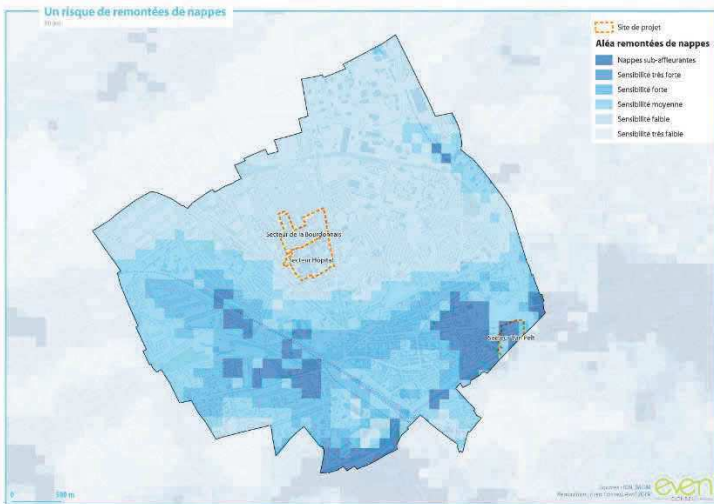 Un risque de remontées de nappes
Site de projet
Aléa remontées de nappes
Nappes sub-affleurantes
Sensibilité très forte
Sensibilité forte
Sensibilité moyenne
Sensibilité faible
Sensibilité très faible
Secteur de la Bourdonnais
Secteur Hôpital
0
500 m
even